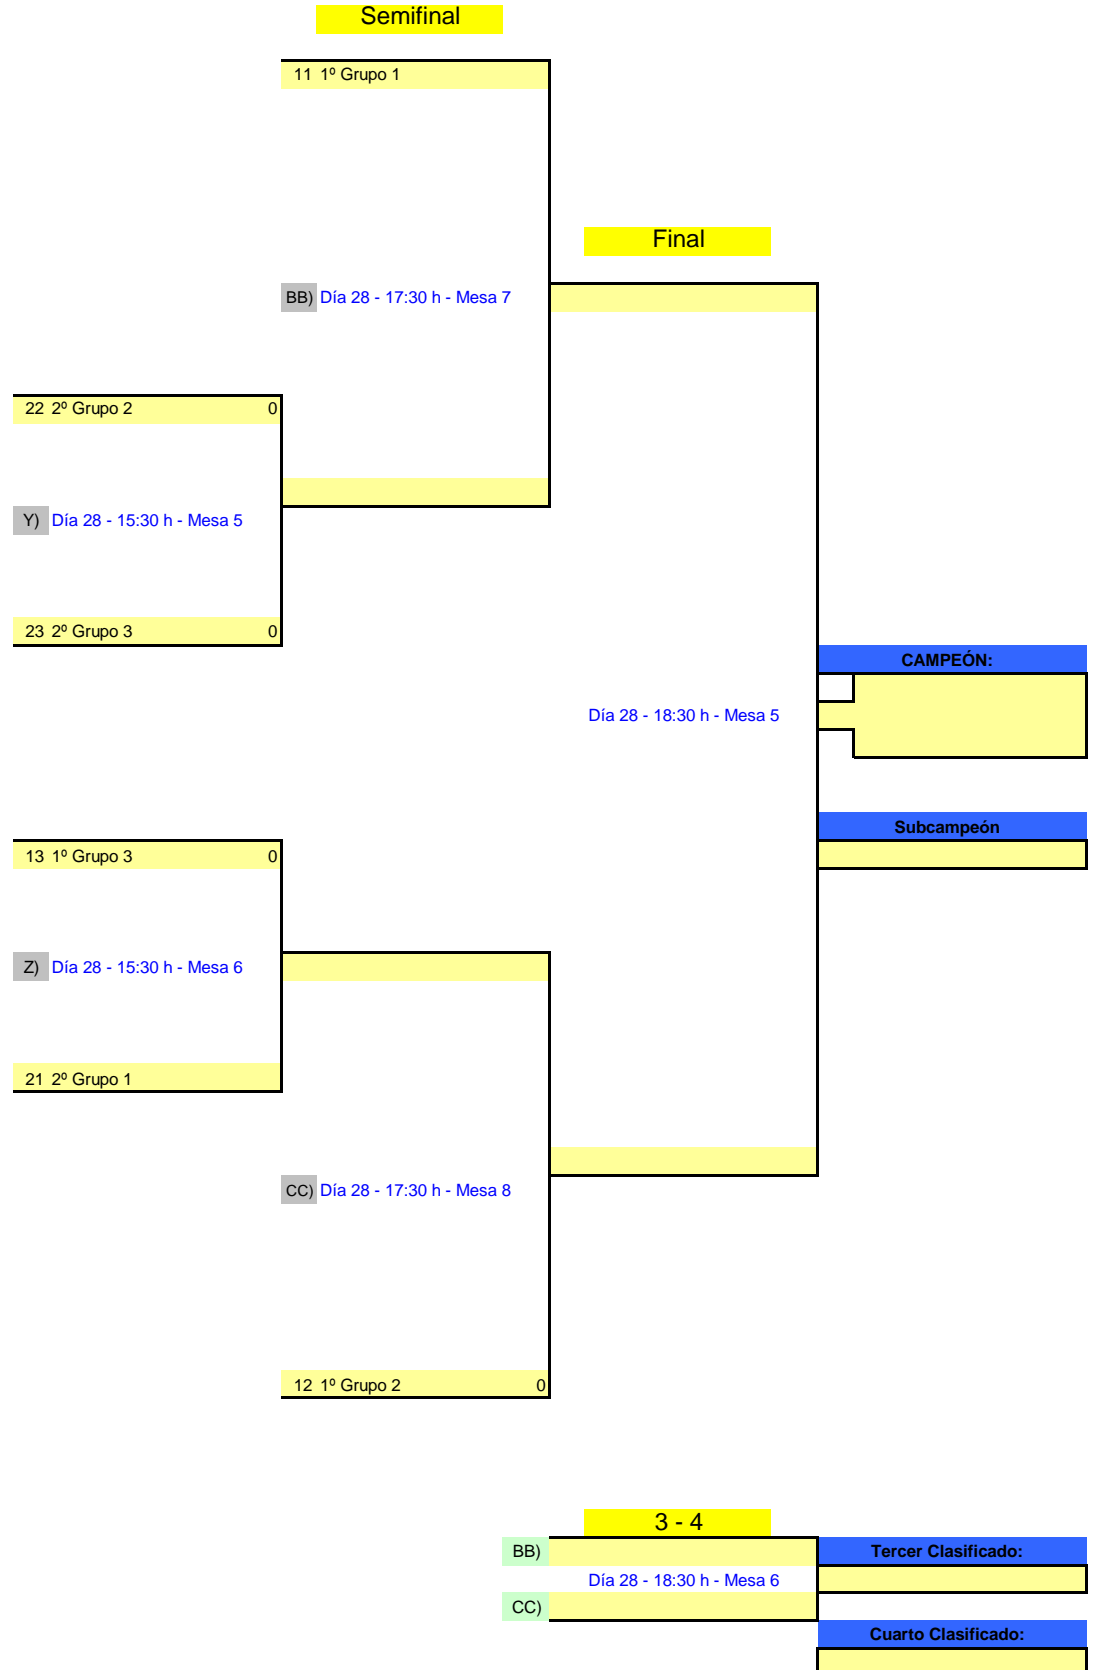 Semifinal
11 1º Grupo 1
Final
BB) Día 28 - 17:30 h - Mesa 7
22 2º Grupo 2 0
Y) Día 28 - 15:30 h - Mesa 5
23 2º Grupo 3 0
CAMPEÓN:
Día 28 - 18:30 h - Mesa 5
Subcampeón
13 1º Grupo 3 0
Z) Día 28 - 15:30 h - Mesa 6
21 2º Grupo 1
CC) Día 28 - 17:30 h - Mesa 8
12 1º Grupo 2 0
3 - 4
BB)
Tercer Clasificado:
Día 28 - 18:30 h - Mesa 6
CC)
Cuarto Clasificado: